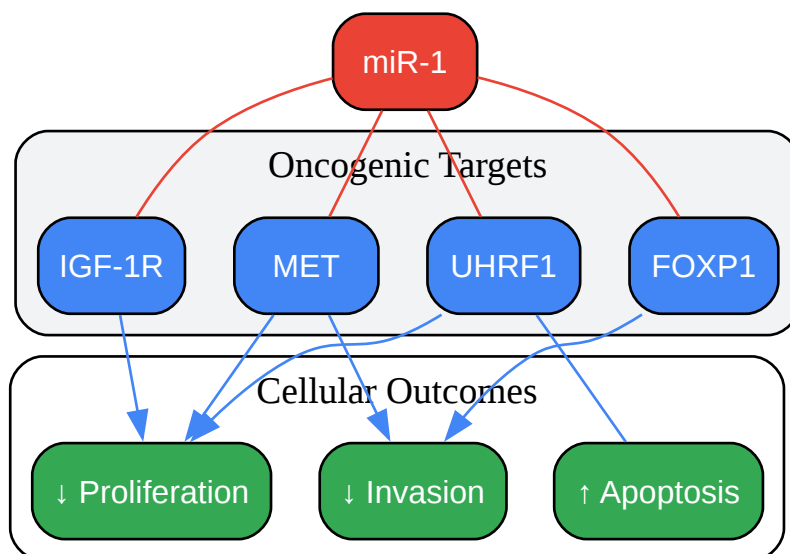 miR-1
Oncogenic Targets
IGF-1R
MET
UHRF1
FOXP1
Cellular Outcomes
↓ Proliferation
↓ Invasion
↑ Apoptosis